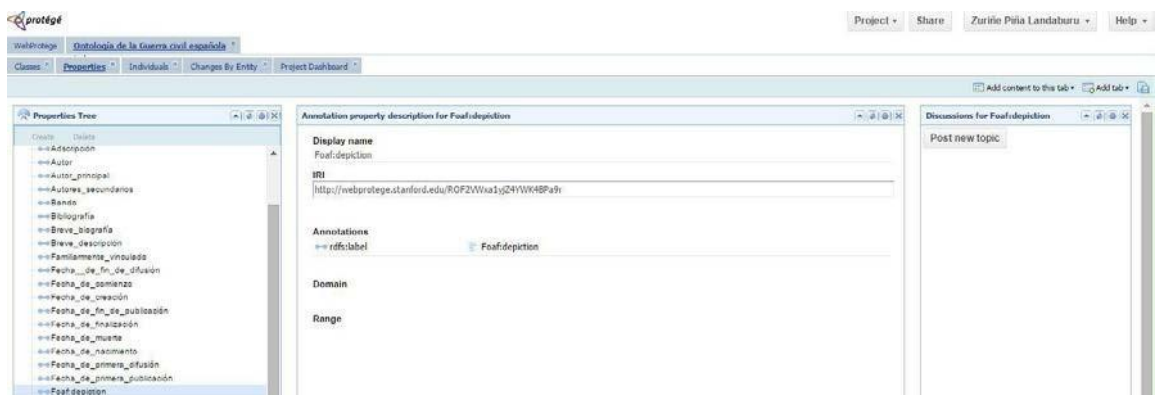 protégé
Project Share Zuriñe Piña Landaburu Help
WebProtege Ontología de la Guerra civil española
Classes Properties Individuals Changes By Entity Project Dashboard
Add content to this tab Add tab
Properties Tree
Create Delete
Adscripción
Autor
Autor_principal
Autores_secundarios
Bando
Bibliografía
Breve_biografía
Breve_descripción
Familiarmente_vinculado
Fecha__de_fin_de_difusión
Fecha_de_comienzo
Fecha_de_creación
Fecha_de_fin_de_publicación
Fecha_de_finalización
Fecha_de_muerte
Fecha_de_nacimiento
Fecha_de_primera_difusión
Fecha_de_primera_publicación
Foaf:depiction
Annotation property description for Foaf:depiction
Display name
Foaf:depiction
IRI
Annotations
rdfs:label Foaf:depiction
Domain
Range
Discussions for Foaf:depiction
Post new topic